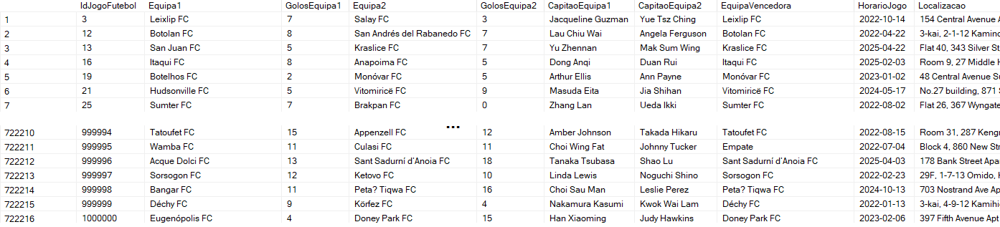 IdJogoFutebol Equipa1 GolosEquipa1 Equipa2 GolosEquipa2 CapitaoEquipa1 CapitaoEquipa2 EquipaVencedora HorarioJogo Localizacao
1 3 Leixlip FC 7 Salay FC 3 Jacqueline Guzman Yue Tsz Ching Leixlip FC 2022-10-14 154 Central Avenue A
2 12 Botolan FC 8 San Andrés del Rabanedo FC 7 Lau Chiu Wai Angela Ferguson Botolan FC 2022-04-22 3-kai, 2-1-12 Kamino
3 13 San Juan FC 5 Kraslice FC 7 Yu Zhennan Mak Sum Wing Kraslice FC 2025-04-22 Flat 40, 343 Silver St
4 16 Itaqui FC 8 Anapoima FC 5 Dong Anqi Duan Rui Itaqui FC 2025-02-03 Room 9, 27 Middle H
5 19 Botelhos FC 2 Monóvar FC 5 Arthur Ellis Ann Payne Monóvar FC 2023-01-02 48 Central Avenue Su
6 21 Hudsonville FC 5 Vitomiricë FC 9 Masuda Eita Jia Shihan Vitomiricë FC 2024-05-17 No.27 building, 871 S
7 25 Sumter FC 7 Brakpan FC 0 Zhang Lan Ueda Ikki Sumter FC 2022-08-02 Flat 26, 367 Wyngate
...
722210 999994 Tatoufet FC 15 Appenzell FC 12 Amber Johnson Takada Hikaru Tatoufet FC 2022-08-15 Room 31, 287 Kengr
722211 999995 Wamba FC 11 Culasi FC 11 Choi Wing Fat Johnny Tucker Empate 2022-07-04 Block 4, 860 New St
722212 999996 Acque Dolci FC 13 Sant Sadurní d'Anoia FC 18 Tanaka Tsubasa Shao Lu Sant Sadurní d'Anoia FC 2025-04-03 178 Bank Street Apa
722213 999997 Sorsogon FC 12 Ketovo FC 10 Linda Lewis Noguchi Shino Sorsogon FC 2022-02-23 29F, 1-7-13 Omido, H
722214 999998 Bangar FC 11 Peta? Tiqwa FC 16 Choi Sau Man Leslie Perez Peta? Tiqwa FC 2024-10-13 703 Nostrand Ave Ap
722215 999999 Déchy FC 9 Körfez FC 4 Nakamura Kasumi Kwok Wai Lam Déchy FC 2022-01-13 3-kai, 4-9-12 Kamihi
722216 1000000 Eugenópolis FC 4 Doney Park FC 15 Han Xiaoming Judy Hawkins Doney Park FC 2023-02-06 397 Fifth Avenue Apt